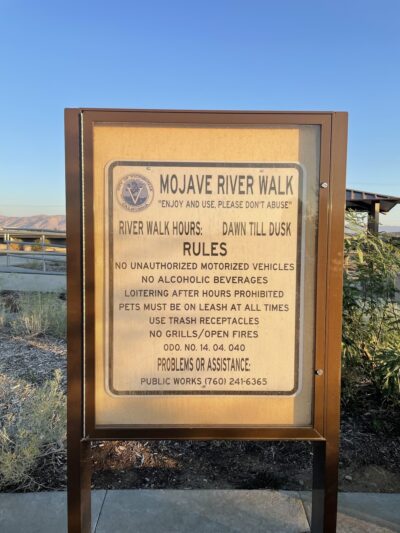 MOJAVE RIVER WALK
"ENJOY AND USE, PLEASE DON'T ABUSE"
RIVER WALK HOURS: DAWN TILL DUSK
RULES
NO UNAUTHORIZED MOTORIZED VEHICLES
NO ALCOHOLIC BEVERAGES
LOITERING AFTER HOURS PROHIBITED
PETS MUST BE ON LEASH AT ALL TIMES
USE TRASH RECEPTACLES
NO GRILLS/OPEN FIRES
ODO. NO. 14. 04. 040
PROBLEMS OR ASSISTANCE:
PUBLIC WORKS (760) 241-6365